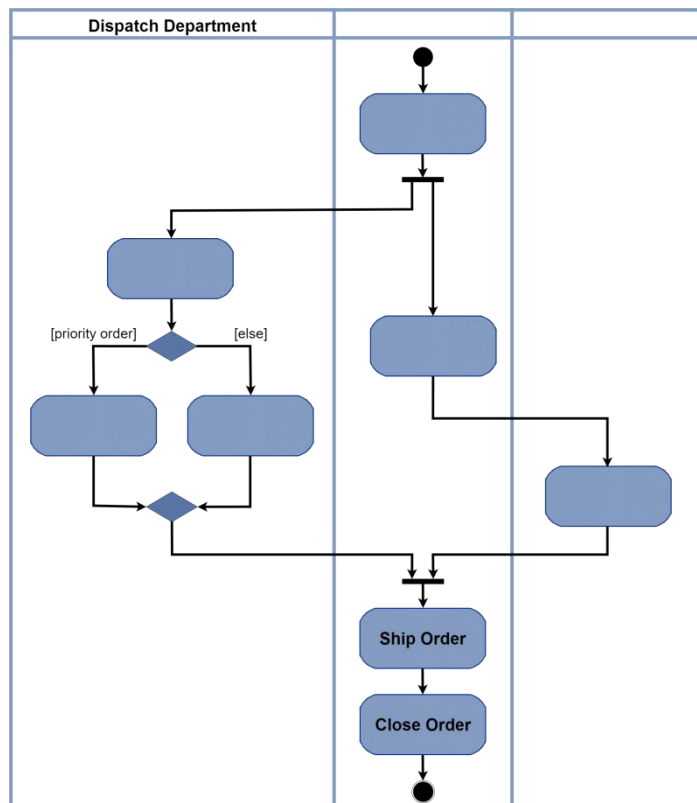 Dispatch Department
[priority order]
[else]
Ship Order
Close Order